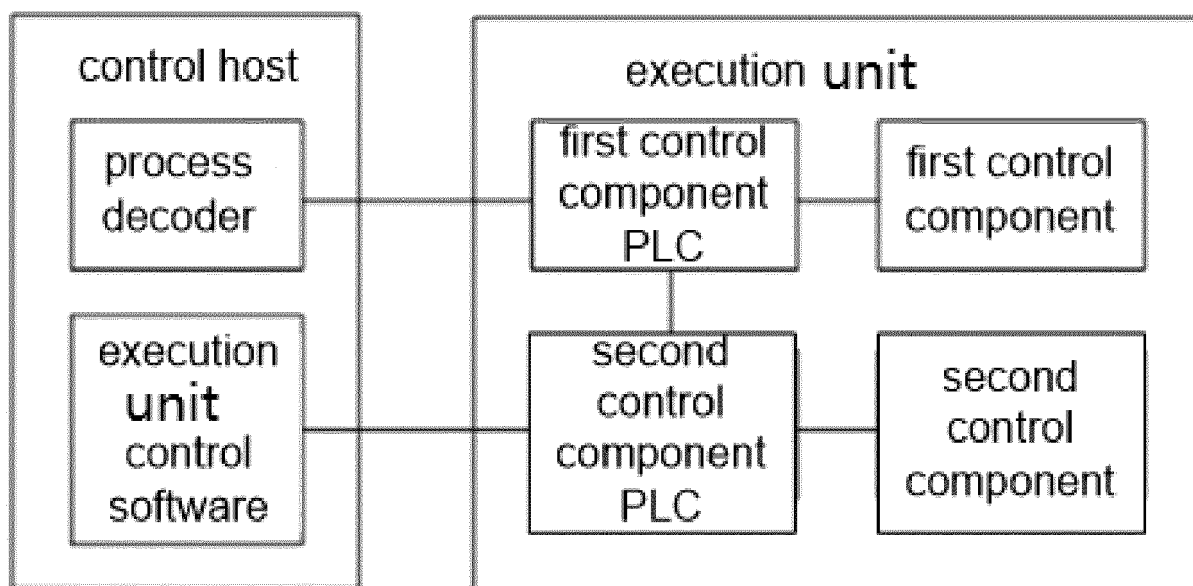 control host
process
decoder
execution
unit
control
software
execution unit
first control
component
PLC
first control
component
second
control
component
PLC
second
control
component